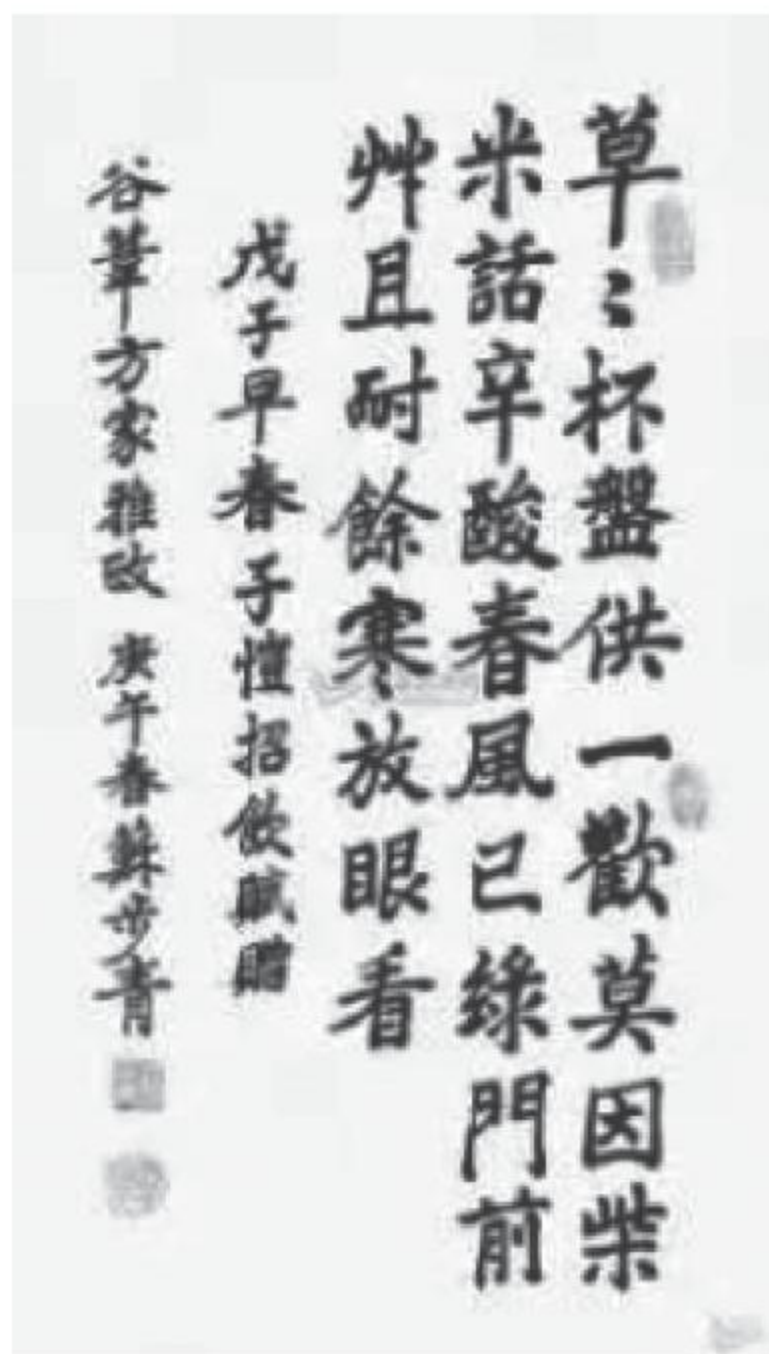 草〻杯盤供一歡莫因柴
米話辛酸春風已綠門前
艸且耐餘寒放眼看
戊子早春子愷招飲賦贈
谷葦方家雅政 庚午春蘇步青